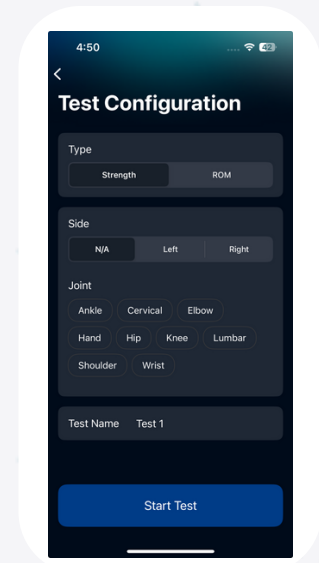 4:50
42
Test Configuration
Type
Strength ROM
Side
N/A Left Right
Joint
Ankle Cervical Elbow
Hand Hip Knee Lumbar
Shoulder Wrist
Test Name Test 1
Start Test